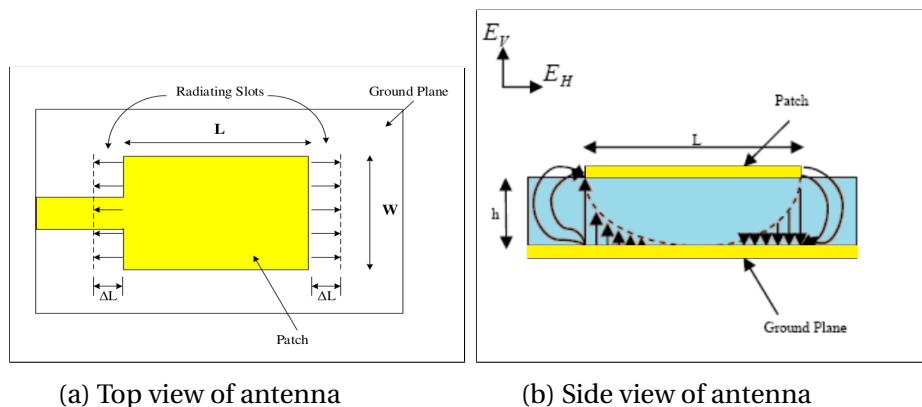 Radiating Slots
Ground Plane
L
W
ΔL
ΔL
Patch
(a) Top view of antenna
E_V
E_H
Patch
L
h
Ground Plane
(b) Side view of antenna